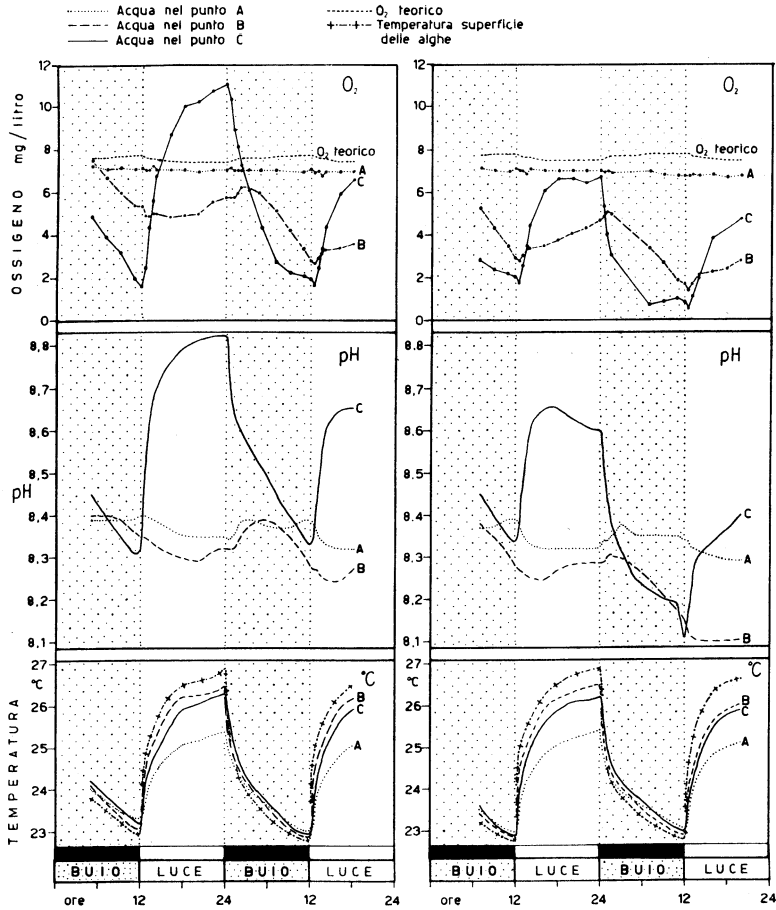 Acqua nel punto A
Acqua nel punto B
Acqua nel punto C
O₂ teorico
Temperatura superficie
delle alghe
12
10
8
6
4
2
0
OSSIGENO mg/litro
O₂
O₂ teorico
A
C
B
12
10
8
6
4
2
0
O₂
O₂ teorico
A
C
B
8,8
8.7
8.6
8.5
8.4
8.3
8.2
8.1
pH
pH
C
A
B
8.8
8.7
8.6
8.5
8.4
8.3
8.2
8.1
pH
C
A
B
27
°C
26
25
24
23
TEMPERATURA
°C
B
C
A
27
°C
26
25
24
23
°C
B
C
A
BUIO LUCE BUIO LUCE
ore 12 24 12 24
BUIO LUCE BUIO LUCE
ore 12 24 12 24